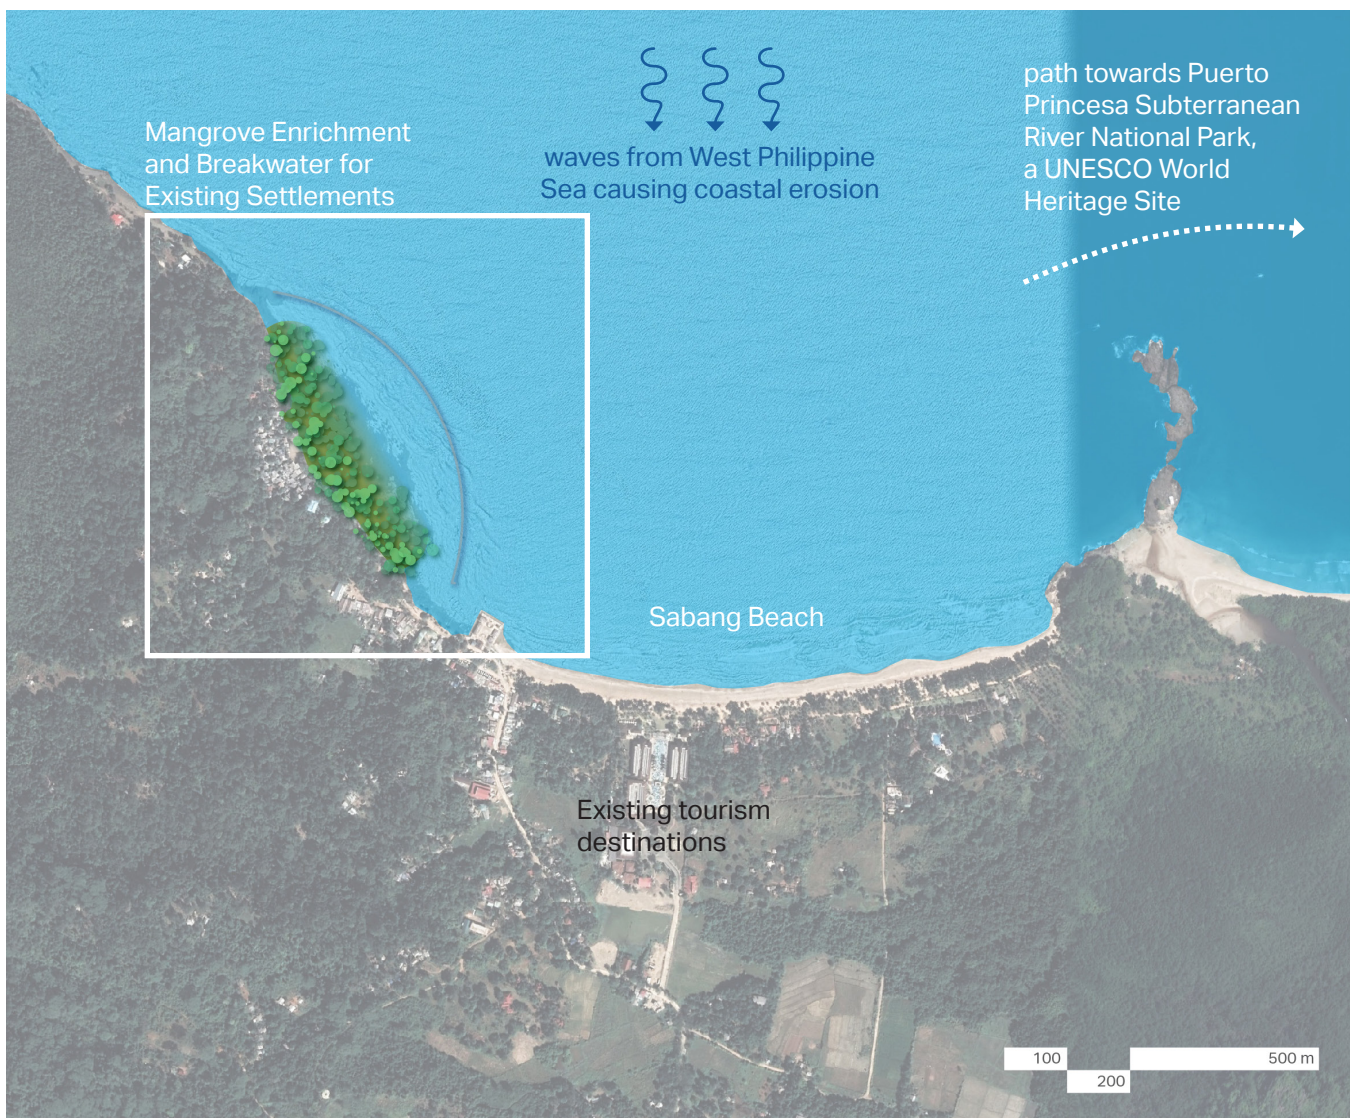 Mangrove Enrichment
and Breakwater for
Existing Settlements
waves from West Philippine
Sea causing coastal erosion
path towards Puerto
Princesa Subterranean
River National Park,
a UNESCO World
Heritage Site
Sabang Beach
Existing tourism
destinations
100
200
500 m